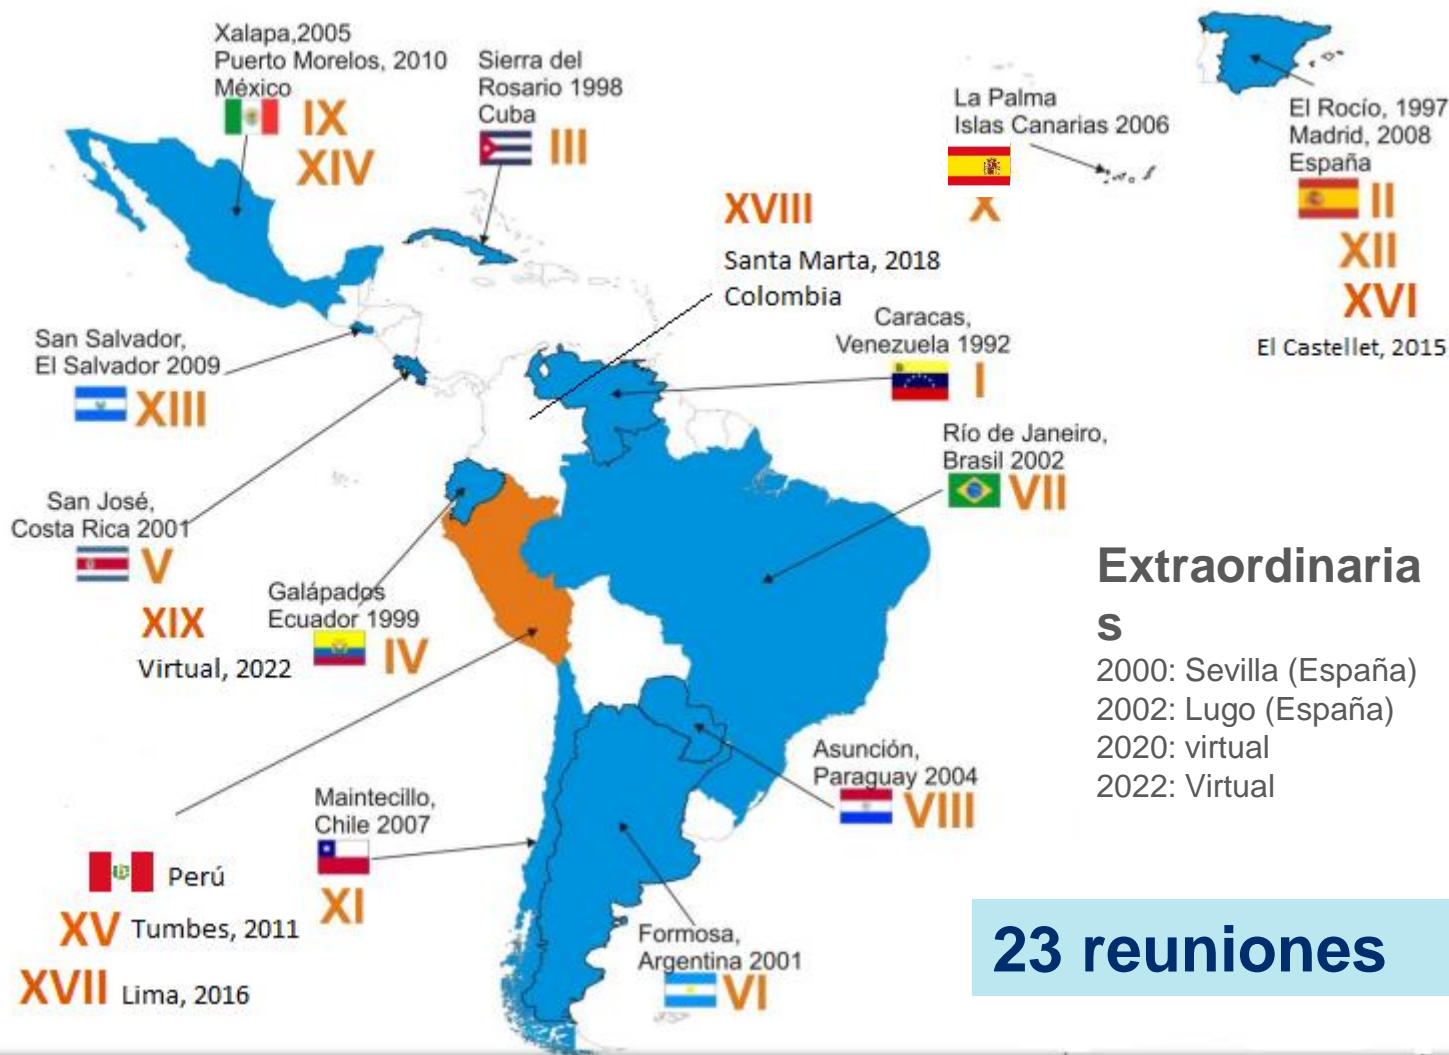 Xalapa,2005
Puerto Morelos, 2010
México
IX
XIV
Sierra del
Rosario 1998
Cuba
III
La Palma
Islas Canarias 2006
X
El Rocío, 1997
Madrid, 2008
España
II
XII
XVI
El Castellet, 2015
XVIII
Santa Marta, 2018
Colombia
San Salvador,
El Salvador 2009
XIII
Caracas,
Venezuela 1992
I
Río de Janeiro,
Brasil 2002
VII
San José,
Costa Rica 2001
V
XIX
Virtual, 2022
Galápados
Ecuador 1999
IV
Extraordinaria
s
2000: Sevilla (España)
2002: Lugo (España)
2020: virtual
2022: Virtual
Asunción,
Paraguay 2004
VIII
Maintecillo,
Chile 2007
XI
Perú
XV Tumbes, 2011
XVII Lima, 2016
Formosa,
Argentina 2001
VI
23 reuniones